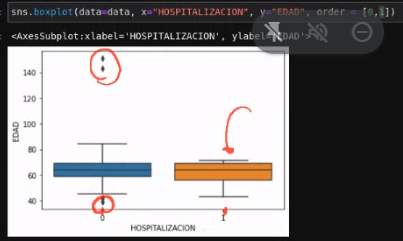 sns.boxplot(data=data, x="HOSPITALIZACION", y="EDAD", order = [0,1])
<AxesSubplot:xlabel='HOSPITALIZACION', ylabel='EDAD'>
140
120
100
80
60
40
EDAD
0
1
HOSPITALIZACION